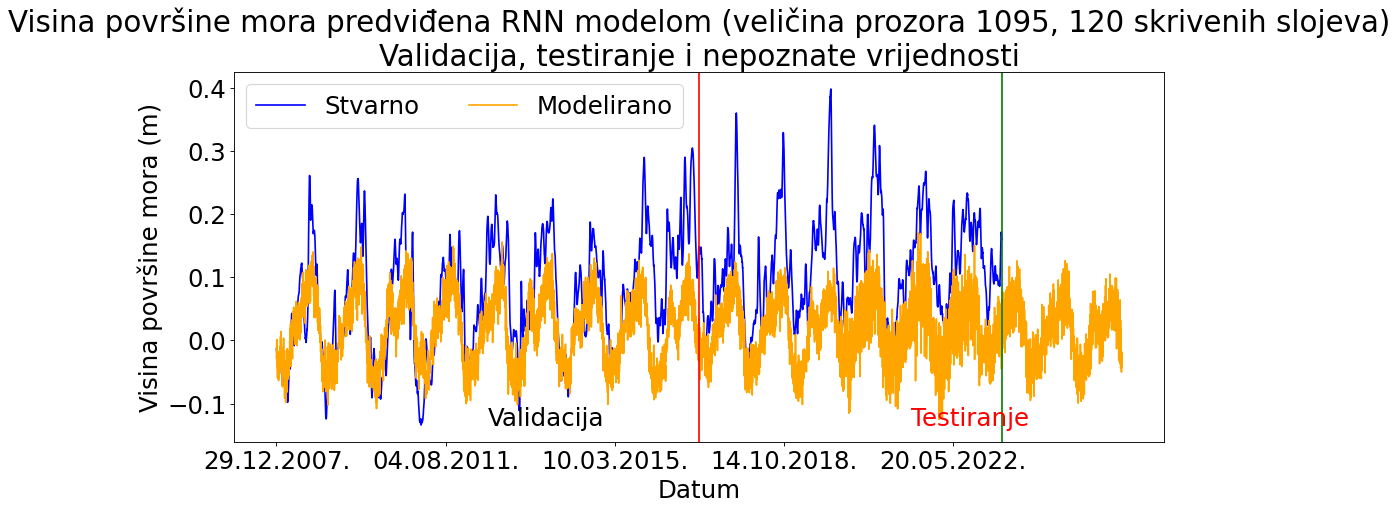 Visina površine mora predviđena RNN modelom (veličina prozora 1095, 120 skrivenih slojeva)
Validacija, testiranje i nepoznate vrijednosti
Stvarno
Modelirano
Visina površine mora (m)
0.4
0.3
0.2
0.1
0.0
−0.1
Validacija
Testiranje
29.12.2007.
04.08.2011.
10.03.2015.
14.10.2018.
20.05.2022.
Datum